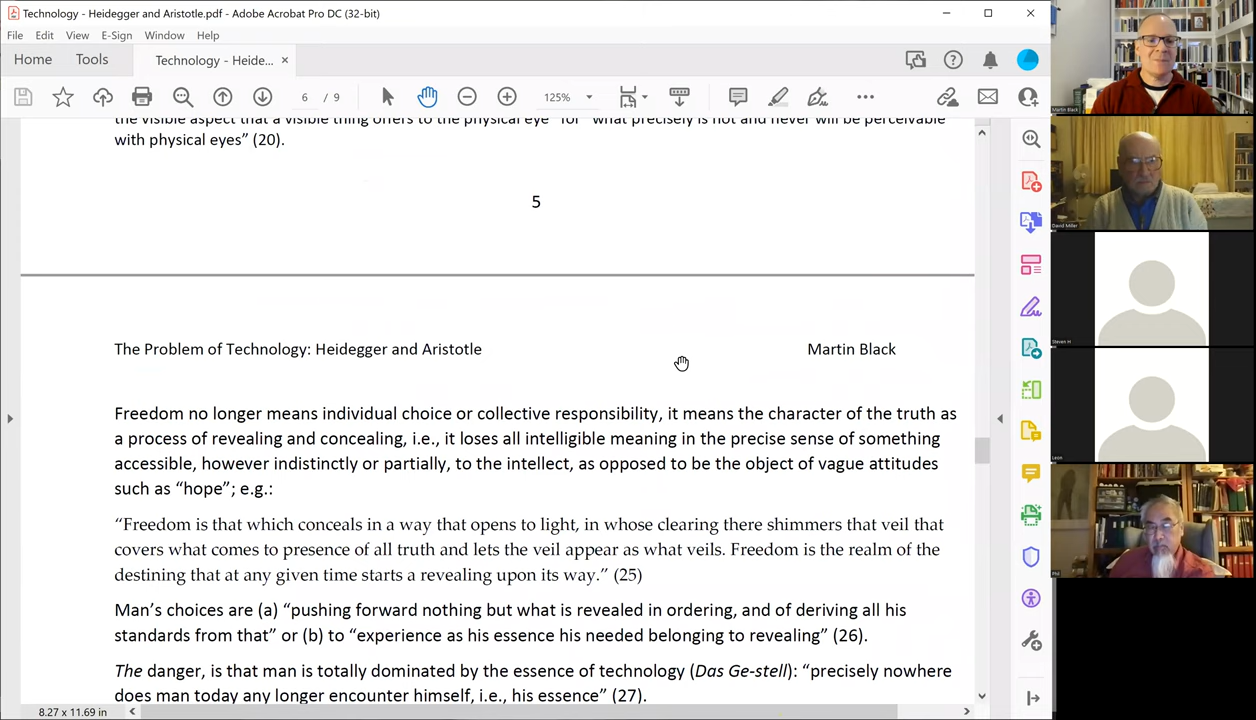 Technology - Heidegger and Aristotle.pdf - Adobe Acrobat Pro DC (32-bit)
File Edit View E-Sign Window Help
Home Tools Technology - Heide... ×
6 / 9 125%
the visible aspect that a visible thing offers to the physical eye” for “what precisely is not and never will be perceivable
with physical eyes” (20).
5
The Problem of Technology: Heidegger and Aristotle Martin Black
Freedom no longer means individual choice or collective responsibility, it means the character of the truth as
a process of revealing and concealing, i.e., it loses all intelligible meaning in the precise sense of something
accessible, however indistinctly or partially, to the intellect, as opposed to be the object of vague attitudes
such as “hope”; e.g.:
“Freedom is that which conceals in a way that opens to light, in whose clearing there shimmers that veil that
covers what comes to presence of all truth and lets the veil appear as what veils. Freedom is the realm of the
destining that at any given time starts a revealing upon its way.” (25)
Man’s choices are (a) “pushing forward nothing but what is revealed in ordering, and of deriving all his
standards from that” or (b) to “experience as his essence his needed belonging to revealing” (26).
The danger, is that man is totally dominated by the essence of technology (Das Ge-stell): “precisely nowhere
does man today any longer encounter himself, i.e., his essence” (27).
8.27 x 11.69 in
Martin Black
David Miller
Steven H
Leon
Phil